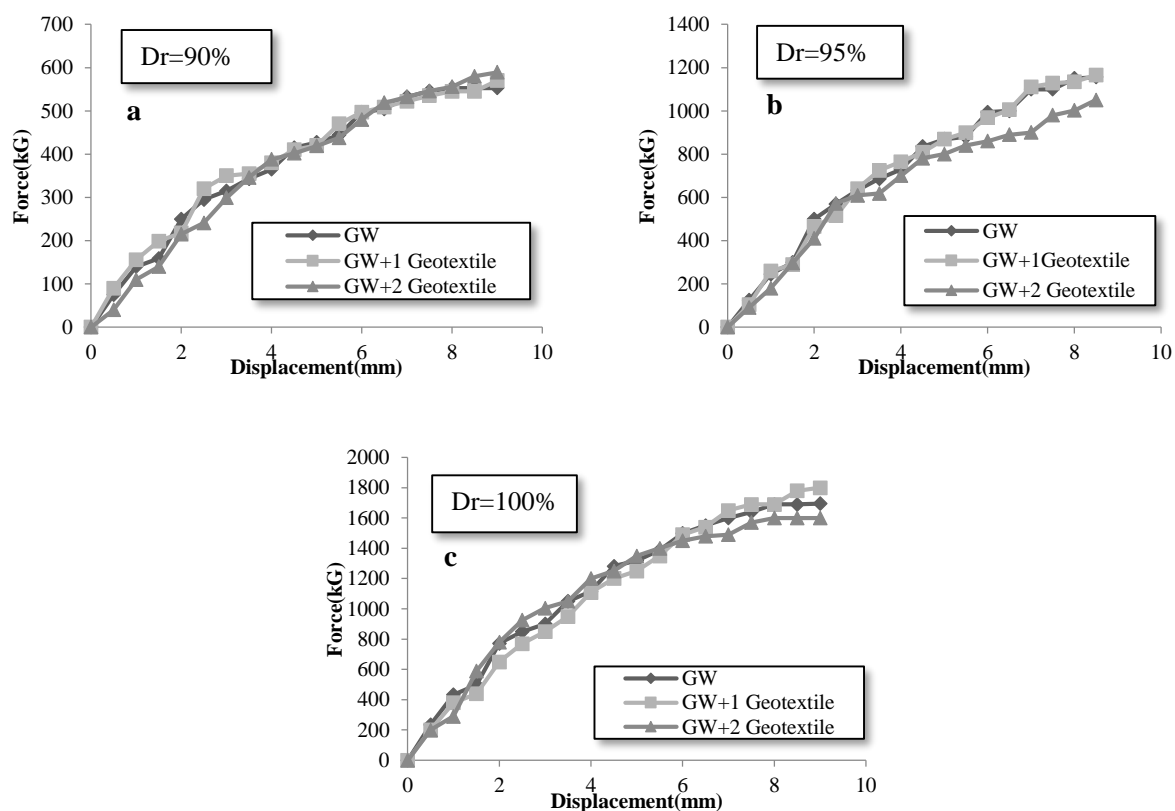 700
600
500
400
300
200
100
0
Force(kG)
Dr=90%
a
GW
GW+1 Geotextile
GW+2 Geotextile
0 2 4 6 8 10
Displacement(mm)
1400
1200
1000
800
600
400
200
0
Force(kG)
Dr=95%
b
GW
GW+1Geotextile
GW+2 Geotextile
0 2 4 6 8 10
Displacement(mm)
2000
1800
1600
1400
1200
1000
800
600
400
200
0
Force(kG)
Dr=100%
c
GW
GW+1 Geotextile
GW+2 Geotextile
0 2 4 6 8 10
Displacement(mm)